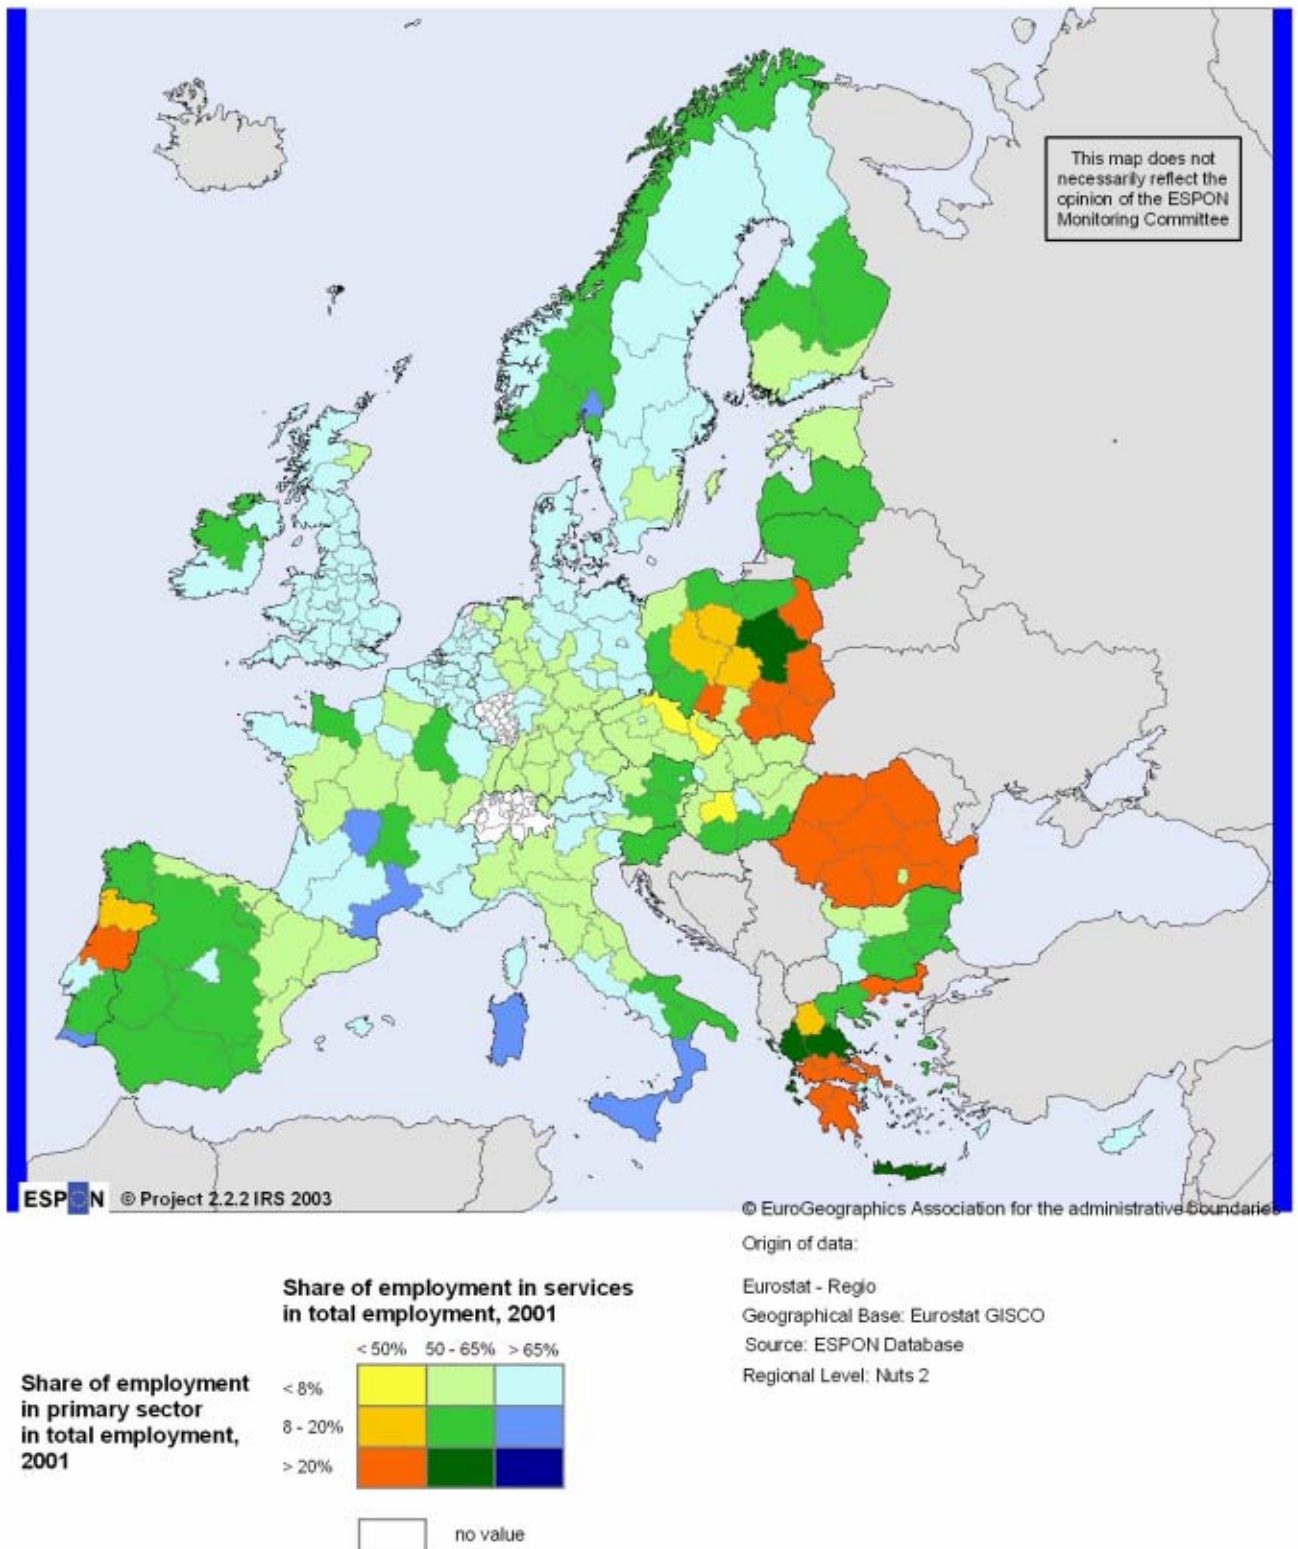 This map does not
necessarily reflect the
opinion of the ESPON
Monitoring Committee
ESPON © Project 2.2.2 IRS 2003
© EuroGeographics Association for the administrative boundaries
Origin of data:
Eurostat - Regio
Geographical Base: Eurostat GISCO
Source: ESPON Database
Regional Level: Nuts 2
Share of employment in services
in total employment, 2001
< 50% 50 - 65% > 65%
Share of employment
in primary sector
in total employment,
2001
< 8%
8 - 20%
> 20%
no value